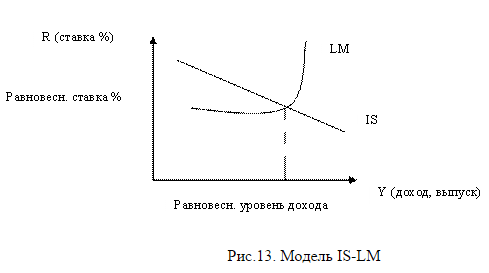 R (ставка %)
LM
Равновесн. ставка %
IS
Y (доход, выпуск)
Равновесн. уровень дохода
Рис.13. Модель IS-LM